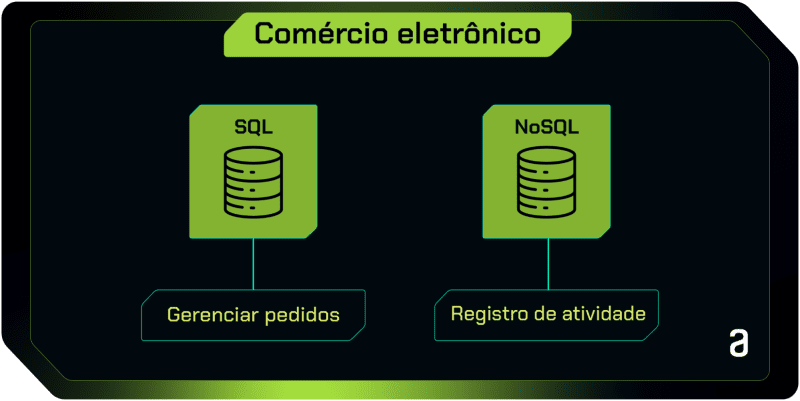 Comércio eletrônico
SQL
NoSQL
Gerenciar pedidos
Registro de atividade
a